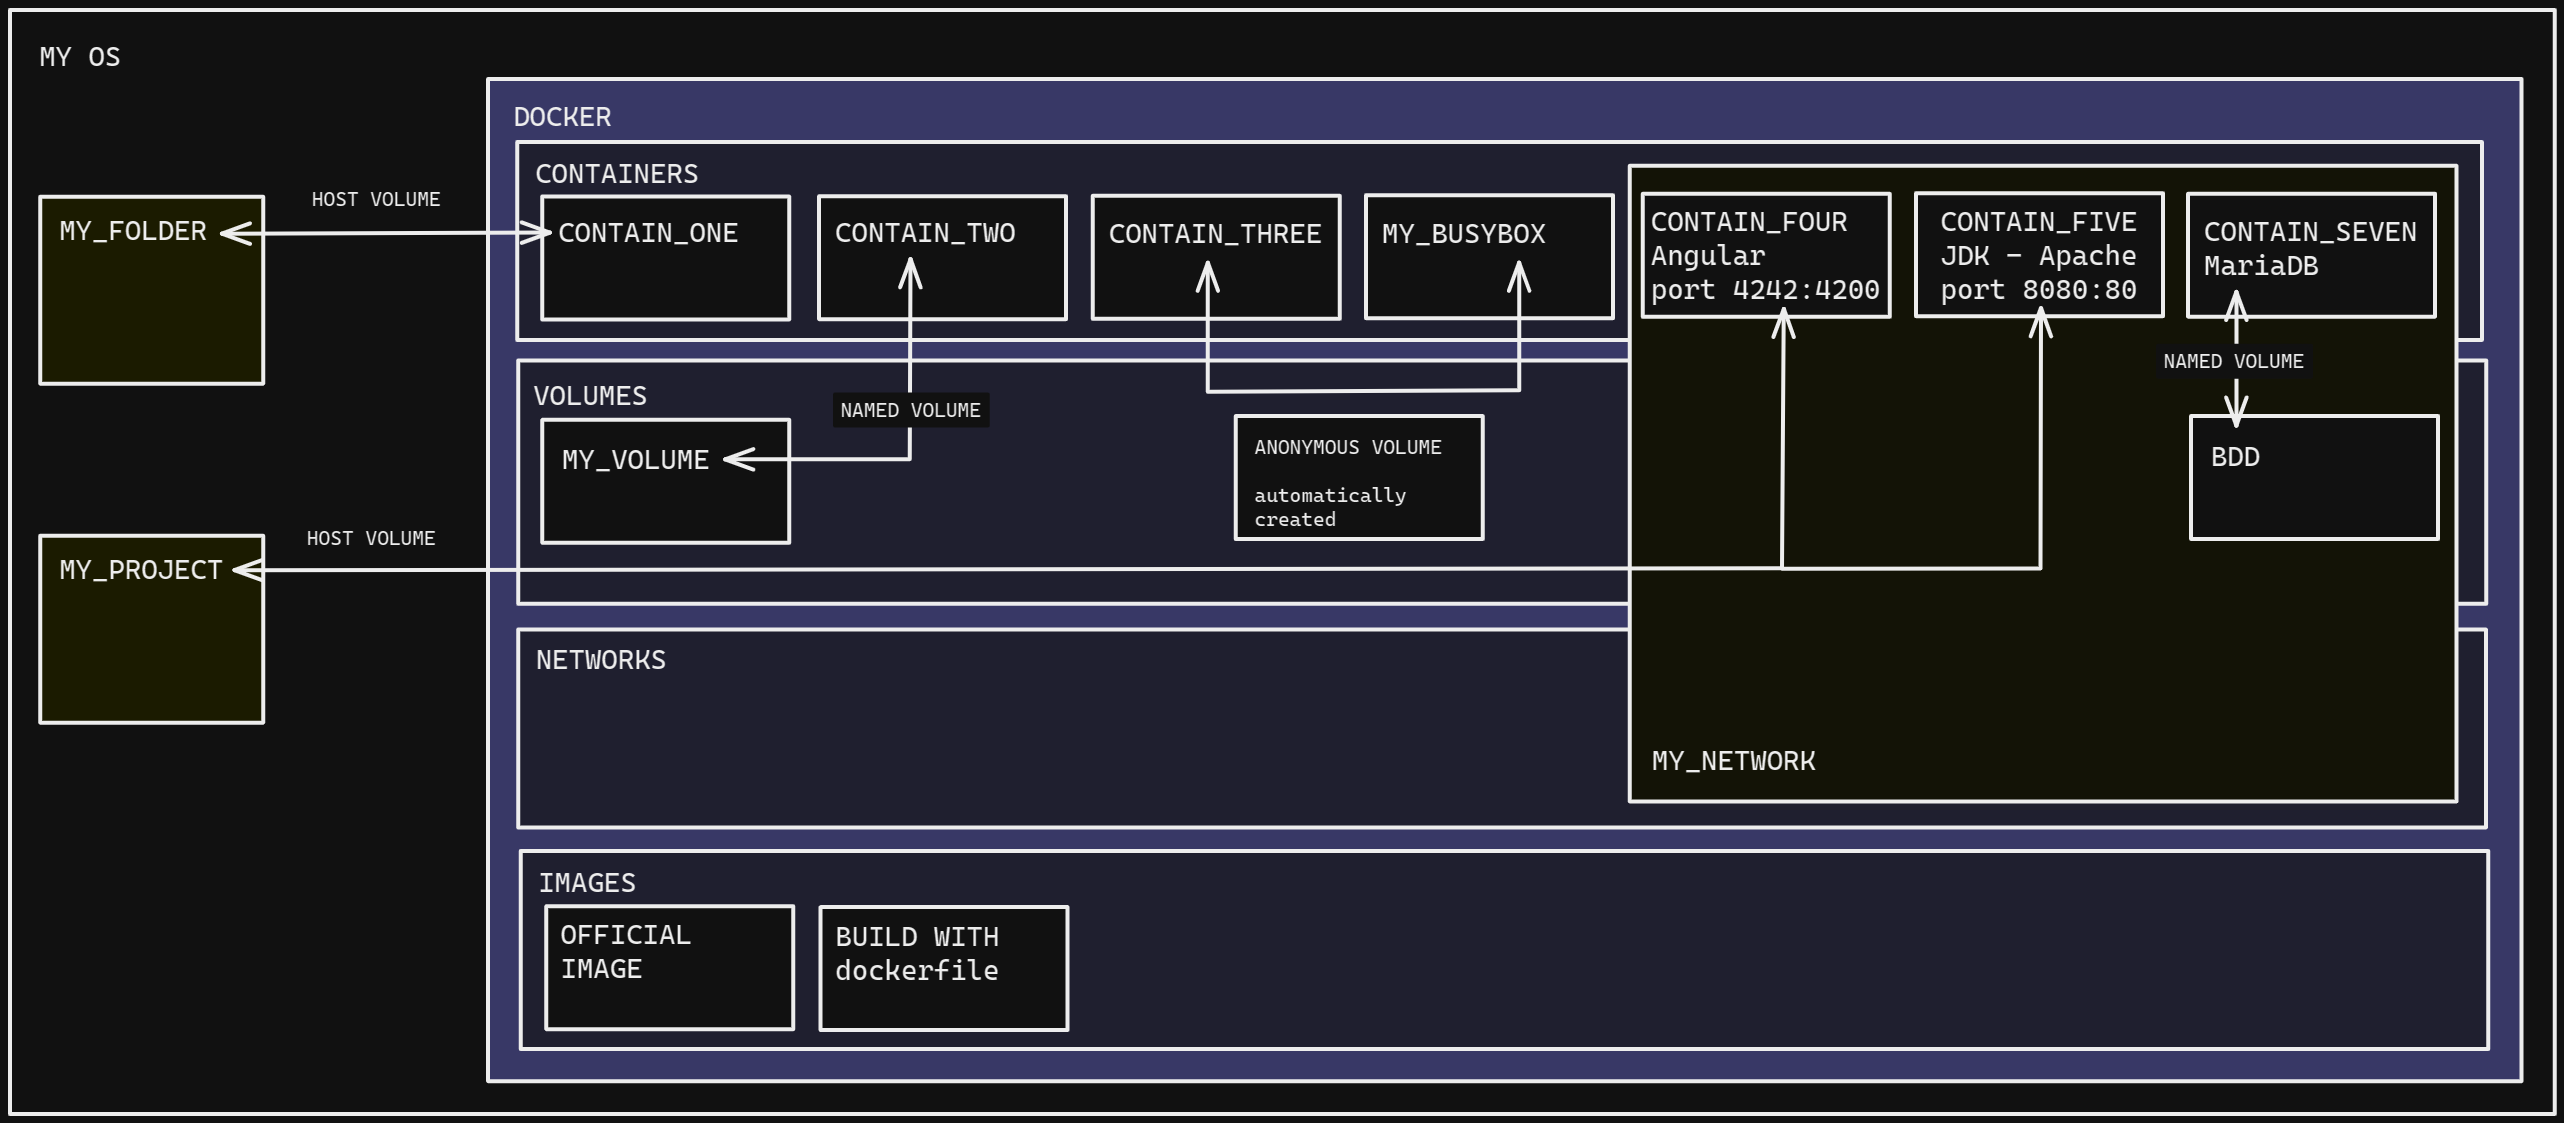 MY OS
DOCKER
CONTAINERS
MY_FOLDER
HOST VOLUME
CONTAIN_ONE
CONTAIN_TWO
CONTAIN_THREE
MY_BUSYBOX
CONTAIN_FOUR
Angular
port 4242:4200
CONTAIN_FIVE
JDK - Apache
port 8080:80
CONTAIN_SEVEN
MariaDB
VOLUMES
MY_VOLUME
NAMED VOLUME
ANONYMOUS VOLUME
automatically
created
NAMED VOLUME
BDD
MY_PROJECT
HOST VOLUME
NETWORKS
MY_NETWORK
IMAGES
OFFICIAL
IMAGE
BUILD WITH
dockerfile